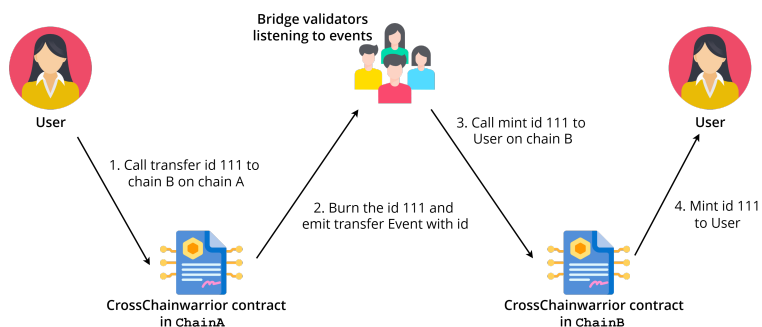 Bridge validators
listening to events
User
User
1. Call transfer id 111 to
chain B on chain A
2. Burn the id 111 and
emit transfer Event with id
3. Call mint id 111 to
User on chain B
4. Mint id 111
to User
CrossChainwarrior contract
in ChainA
CrossChainwarrior contract
in ChainB